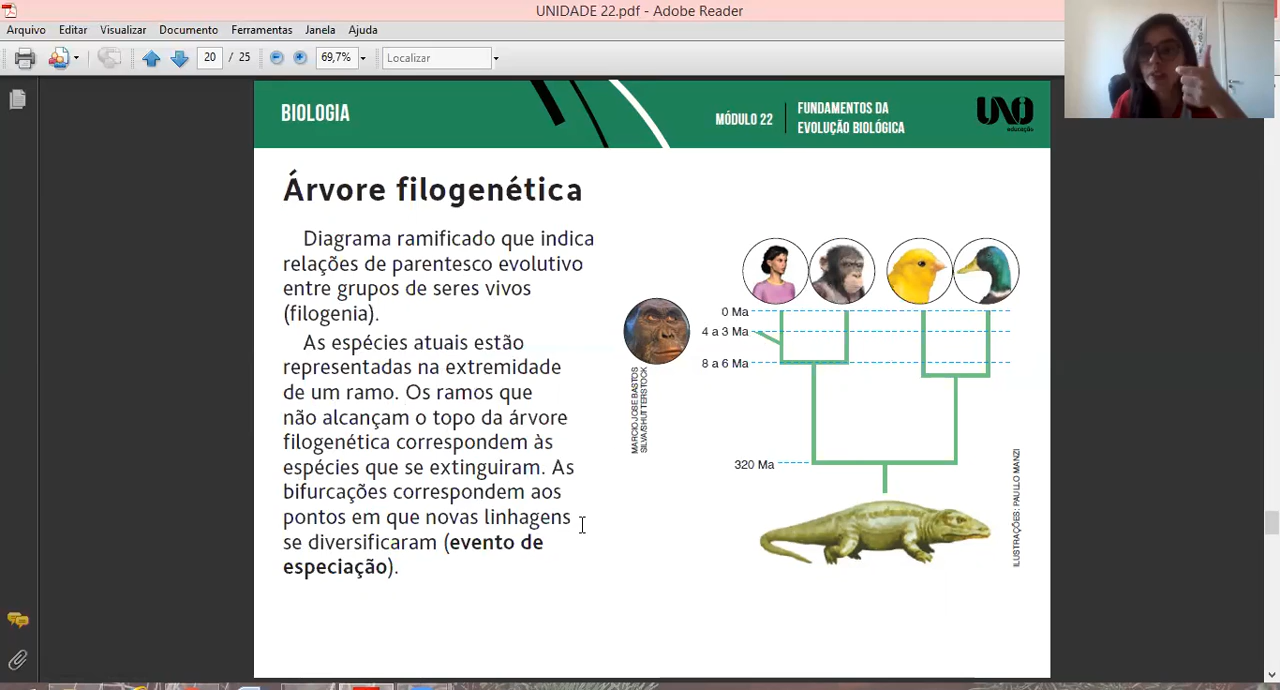 UNIDADE 22.pdf - Adobe Reader
Arquivo Editar Visualizar Documento Ferramentas Janela Ajuda
20 / 25 69,7% Localizar
BIOLOGIA
MÓDULO 22
FUNDAMENTOS DA
EVOLUÇÃO BIOLÓGICA
UNO
educação
Árvore filogenética
Diagrama ramificado que indica
relações de parentesco evolutivo
entre grupos de seres vivos
(filogenia).
As espécies atuais estão
representadas na extremidade
de um ramo. Os ramos que
não alcançam o topo da árvore
filogenética correspondem às
espécies que se extinguiram. As
bifurcações correspondem aos
pontos em que novas linhagens
se diversificaram (evento de
especiação).
MARCIO JOSE BASTOS
SILVA/SHUTTERSTOCK
0 Ma
4 a 3 Ma
8 a 6 Ma
320 Ma
ILUSTRAÇÕES: PAULLO MANZI